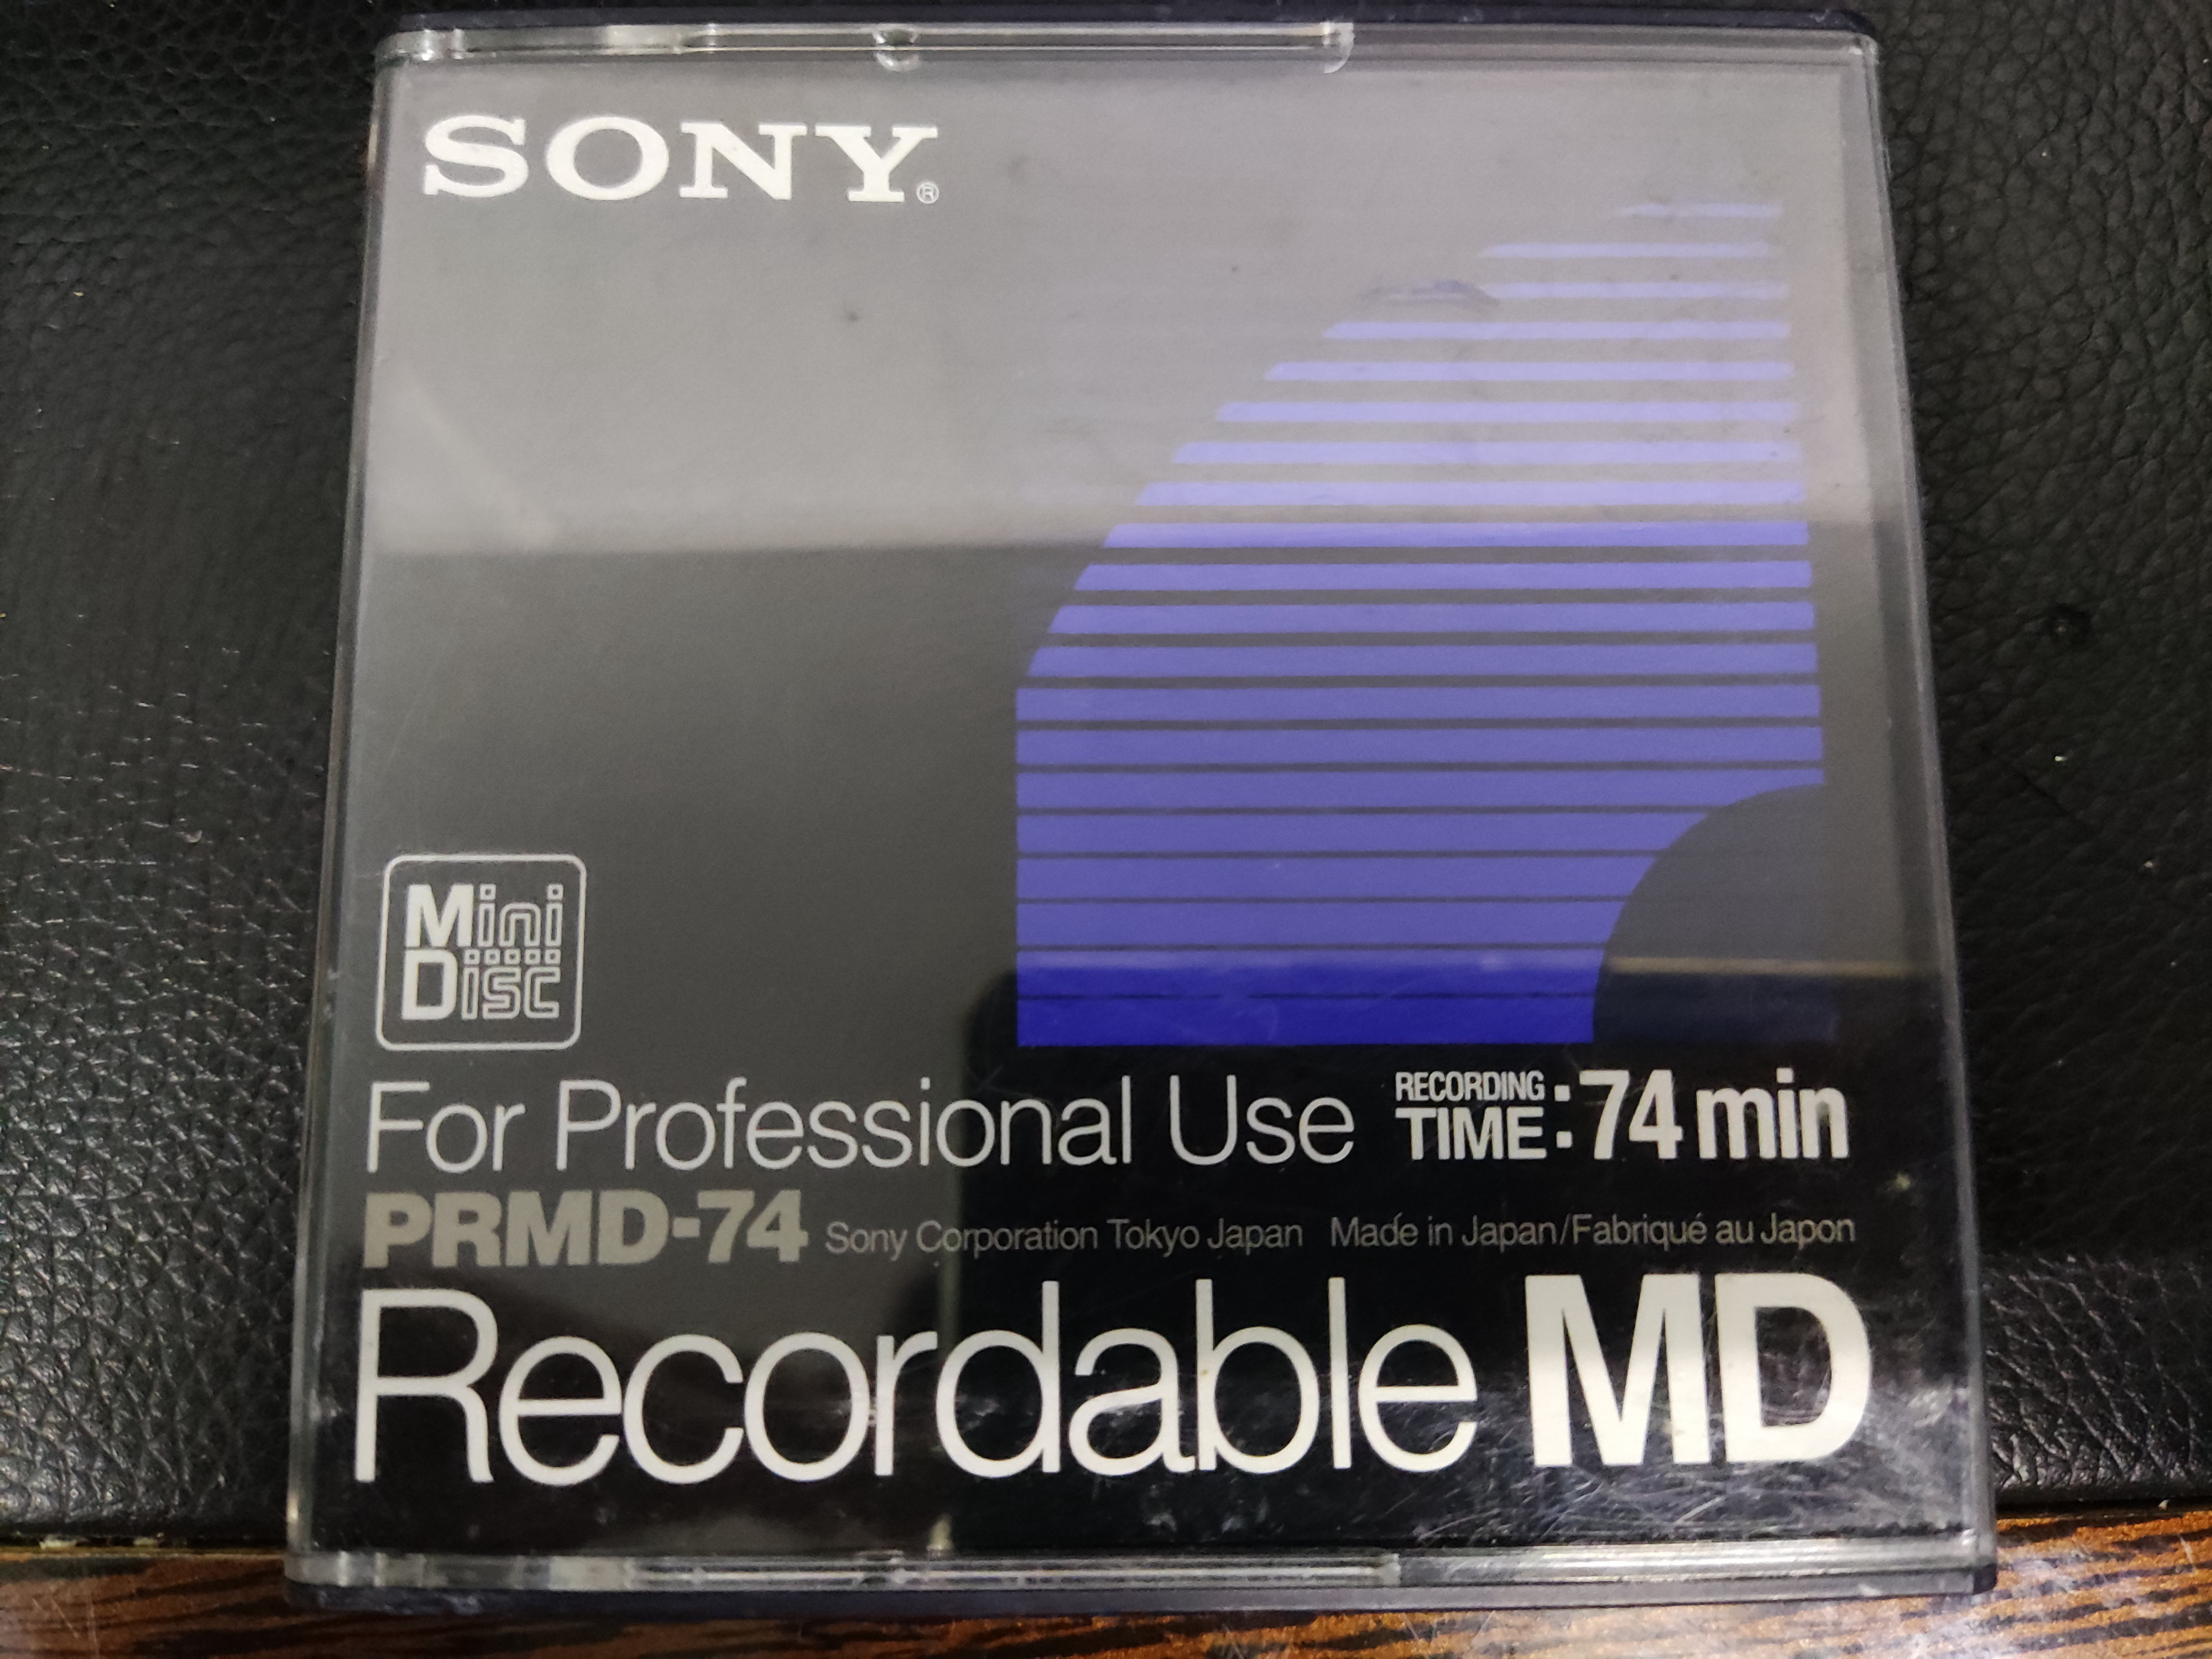 SONY®
Mini
Disc
For Professional Use RECORDING TIME: 74 min
PRMD-74 Sony Corporation Tokyo Japan Made in Japan/Fabriqué au Japon
Recordable MD